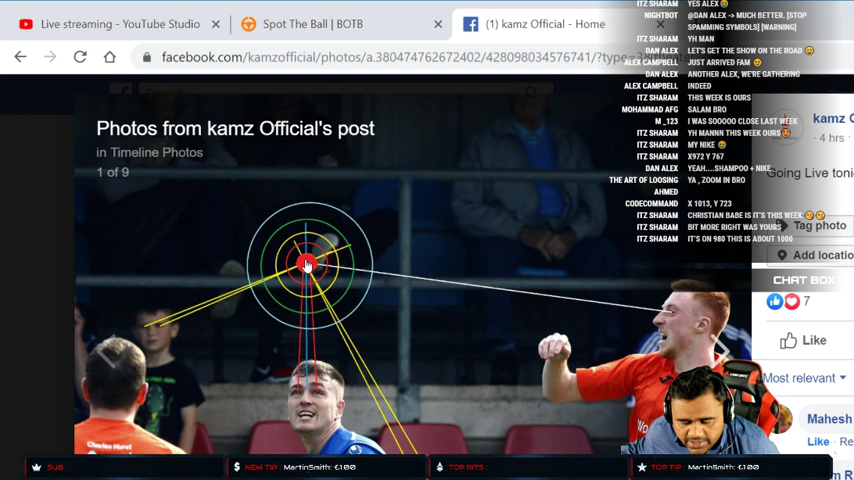 Live streaming - YouTube Studio
Spot The Ball | BOTB
(1) kamz Official - Home
facebook.com/kamzofficial/photos/a.380474762672402/428098034576741/?type=3
Search
Photos from kamz Official's post
in Timeline Photos
1 of 9
Charles Hurst
ITZ SHARAM YES ALEX
NIGHTBOT @DAN ALEX -> MUCH BETTER. [STOP
SPAMMING SYMBOLS] [WARNING]
ITZ SHARAM YH MAN
DAN ALEX LET'S GET THE SHOW ON THE ROAD
ALEX CAMPBELL JUST ARRIVED FAM
DAN ALEX ANOTHER ALEX, WE'RE GATHERING
ALEX CAMPBELL INDEED
ITZ SHARAM THIS WEEK IS OURS
MOHAMMAD AFG SALAM BRO
M _123 I WAS SOOOOO CLOSE LAST WEEK
ITZ SHARAM YH MANNN THIS WEEK OURS
ITZ SHARAM MY NIKE
ITZ SHARAM X972 Y 767
DAN ALEX YEAH....SHAMPOO + NIKE
THE ART OF LOOSING YA , ZOOM IN BRO
AHMED
CODECOMMAND X 1013, Y 723
ITZ SHARAM CHRISTIAN BABE IS IT'S THIS WEEK
ITZ SHARAM BIT MORE RIGHT WAS YOURS
ITZ SHARAM IT'S ON 980 THIS IS ABOUT 1000
CHAT BOX
kamz
4 hrs
Going Live toni
Tag photo
Add locatio
7
Like
Most relevant
Mahesh
Like · Re
SUB:
NEW TIP: MartinSmith: £1.00
TOP BITS:
TOP TIP: MartinSmith: £1.00